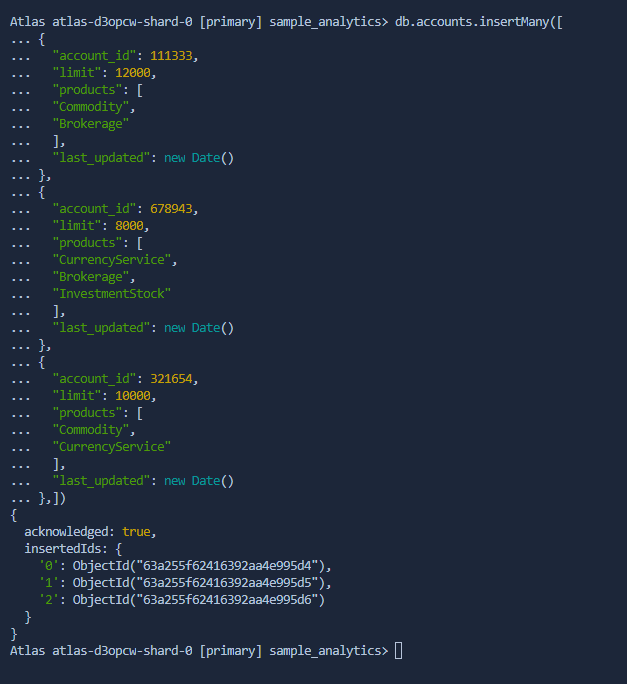 Atlas atlas-d3opcw-shard-0 [primary] sample_analytics> db.accounts.insertMany([
... {
...   "account_id": 111333,
...   "limit": 12000,
...   "products": [
...   "Commodity",
...   "Brokerage"
...   ],
...   "last_updated": new Date()
... },
... {
...   "account_id": 678943,
...   "limit": 8000,
...   "products": [
...   "CurrencyService",
...   "Brokerage",
...   "InvestmentStock"
...   ],
...   "last_updated": new Date()
... },
... {
...   "account_id": 321654,
...   "limit": 10000,
...   "products": [
...   "Commodity",
...   "CurrencyService"
...   ],
...   "last_updated": new Date()
... },])
{
  acknowledged: true,
  insertedIds: {
    '0': ObjectId("63a255f62416392aa4e995d4"),
    '1': ObjectId("63a255f62416392aa4e995d5"),
    '2': ObjectId("63a255f62416392aa4e995d6")
  }
}
Atlas atlas-d3opcw-shard-0 [primary] sample_analytics>